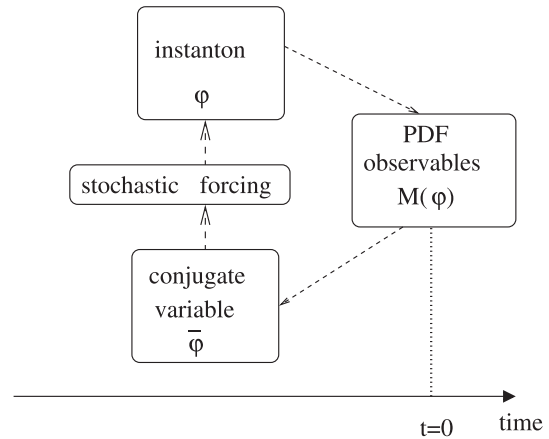 instanton
φ
PDF
observables
M( φ)
stochastic forcing
conjugate
variable
φ̅
t=0
time